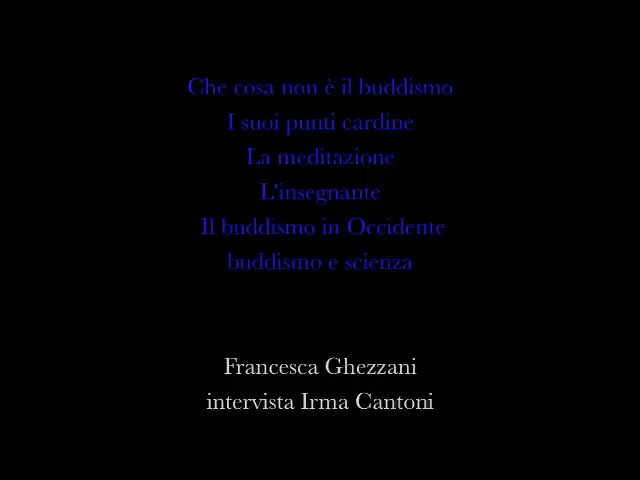 Che cosa non è il buddismo
I suoi punti cardine
La meditazione
L'insegnante
Il buddismo in Occidente
buddismo e scienza
Francesca Ghezzani
intervista Irma Cantoni